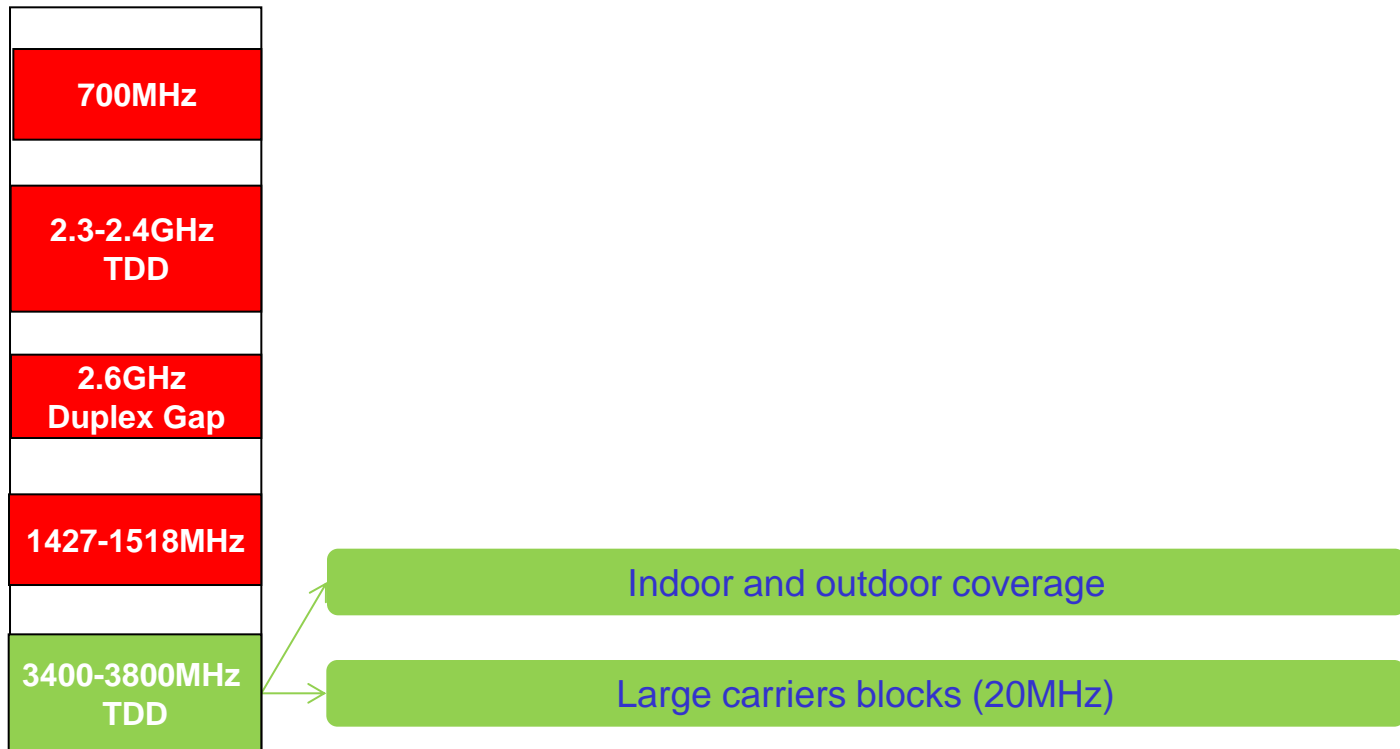 700MHz
2.3-2.4GHz
TDD
2.6GHz
Duplex Gap
1427-1518MHz
Indoor and outdoor coverage
3400-3800MHz
TDD
Large carriers blocks (20MHz)